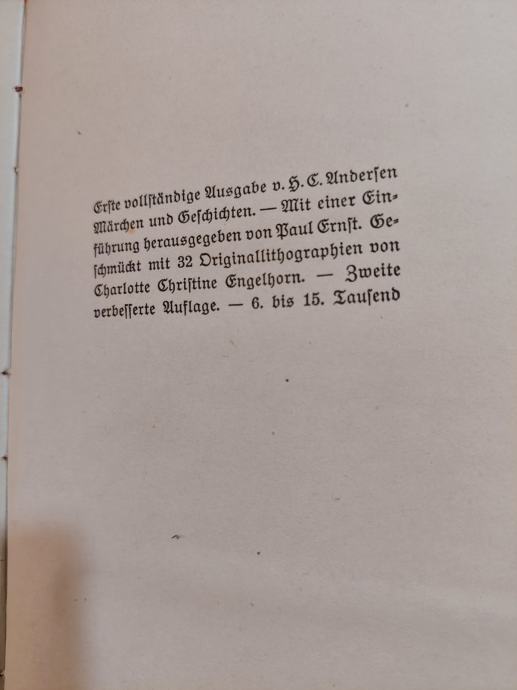 Erste vollständige Ausgabe v. H. C. Andersen
Märchen und Geschichten. — Mit einer Ein-
führung herausgegeben von Paul Ernst. Ge-
schmückt mit 32 Originallithographien von
Charlotte Christine Engelhorn. — Zweite
verbesserte Auflage. — 6. bis 15. Tausend